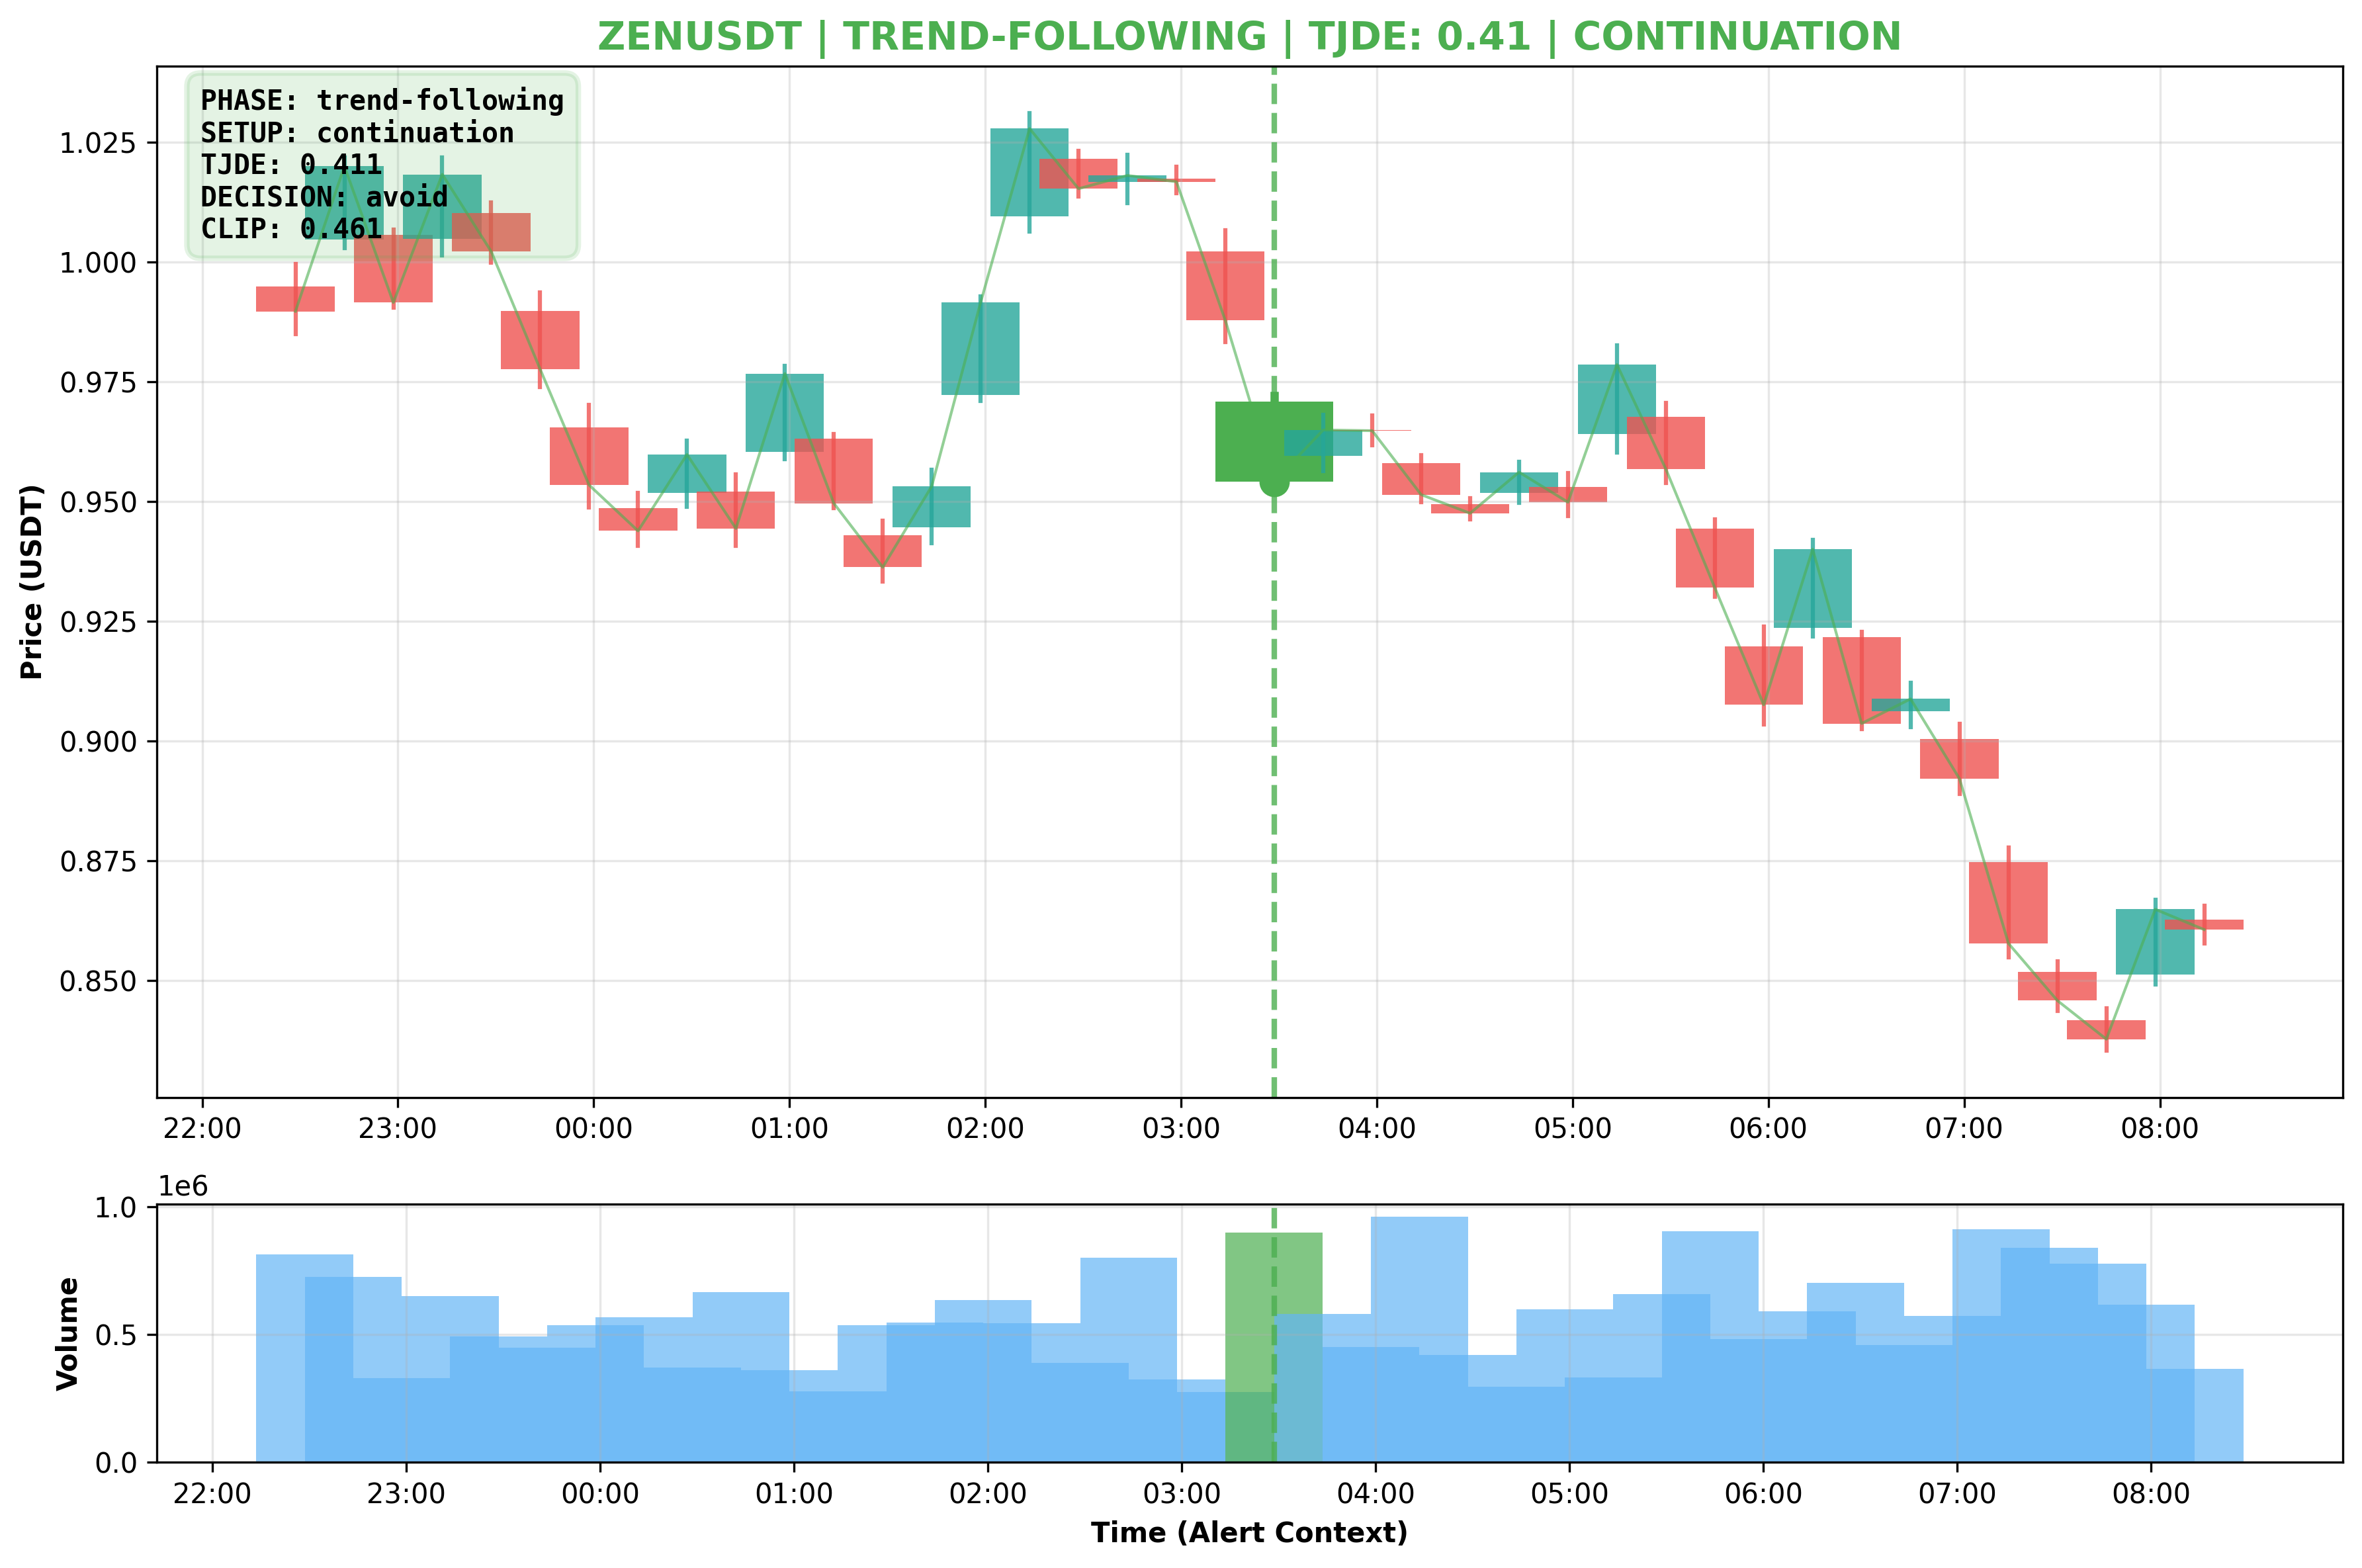 ZENUSDT | TREND-FOLLOWING | TJDE: 0.41 | CONTINUATION
PHASE: trend-following
SETUP: continuation
TJDE: 0.411
DECISION: avoid
CLIP: 0.461
Price (USDT)
1.025
1.000
0.975
0.950
0.925
0.900
0.875
0.850
22:00 23:00 00:00 01:00 02:00 03:00 04:00 05:00 06:00 07:00 08:00
1e6
Volume
1.0
0.5
0.0
22:00 23:00 00:00 01:00 02:00 03:00 04:00 05:00 06:00 07:00 08:00
Time (Alert Context)